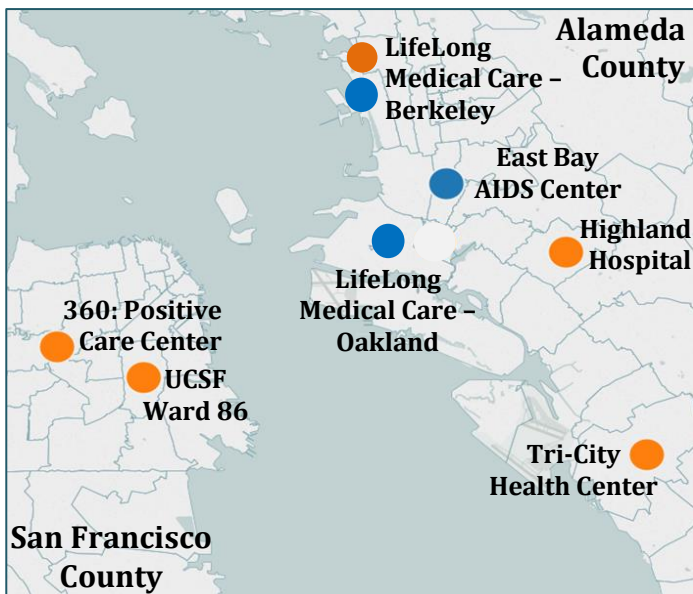 Alameda
County
LifeLong
Medical Care –
Berkeley
East Bay
AIDS Center
Highland
Hospital
LifeLong
Medical Care –
Oakland
360: Positive
Care Center
UCSF
Ward 86
Tri-City
Health Center
San Francisco
County